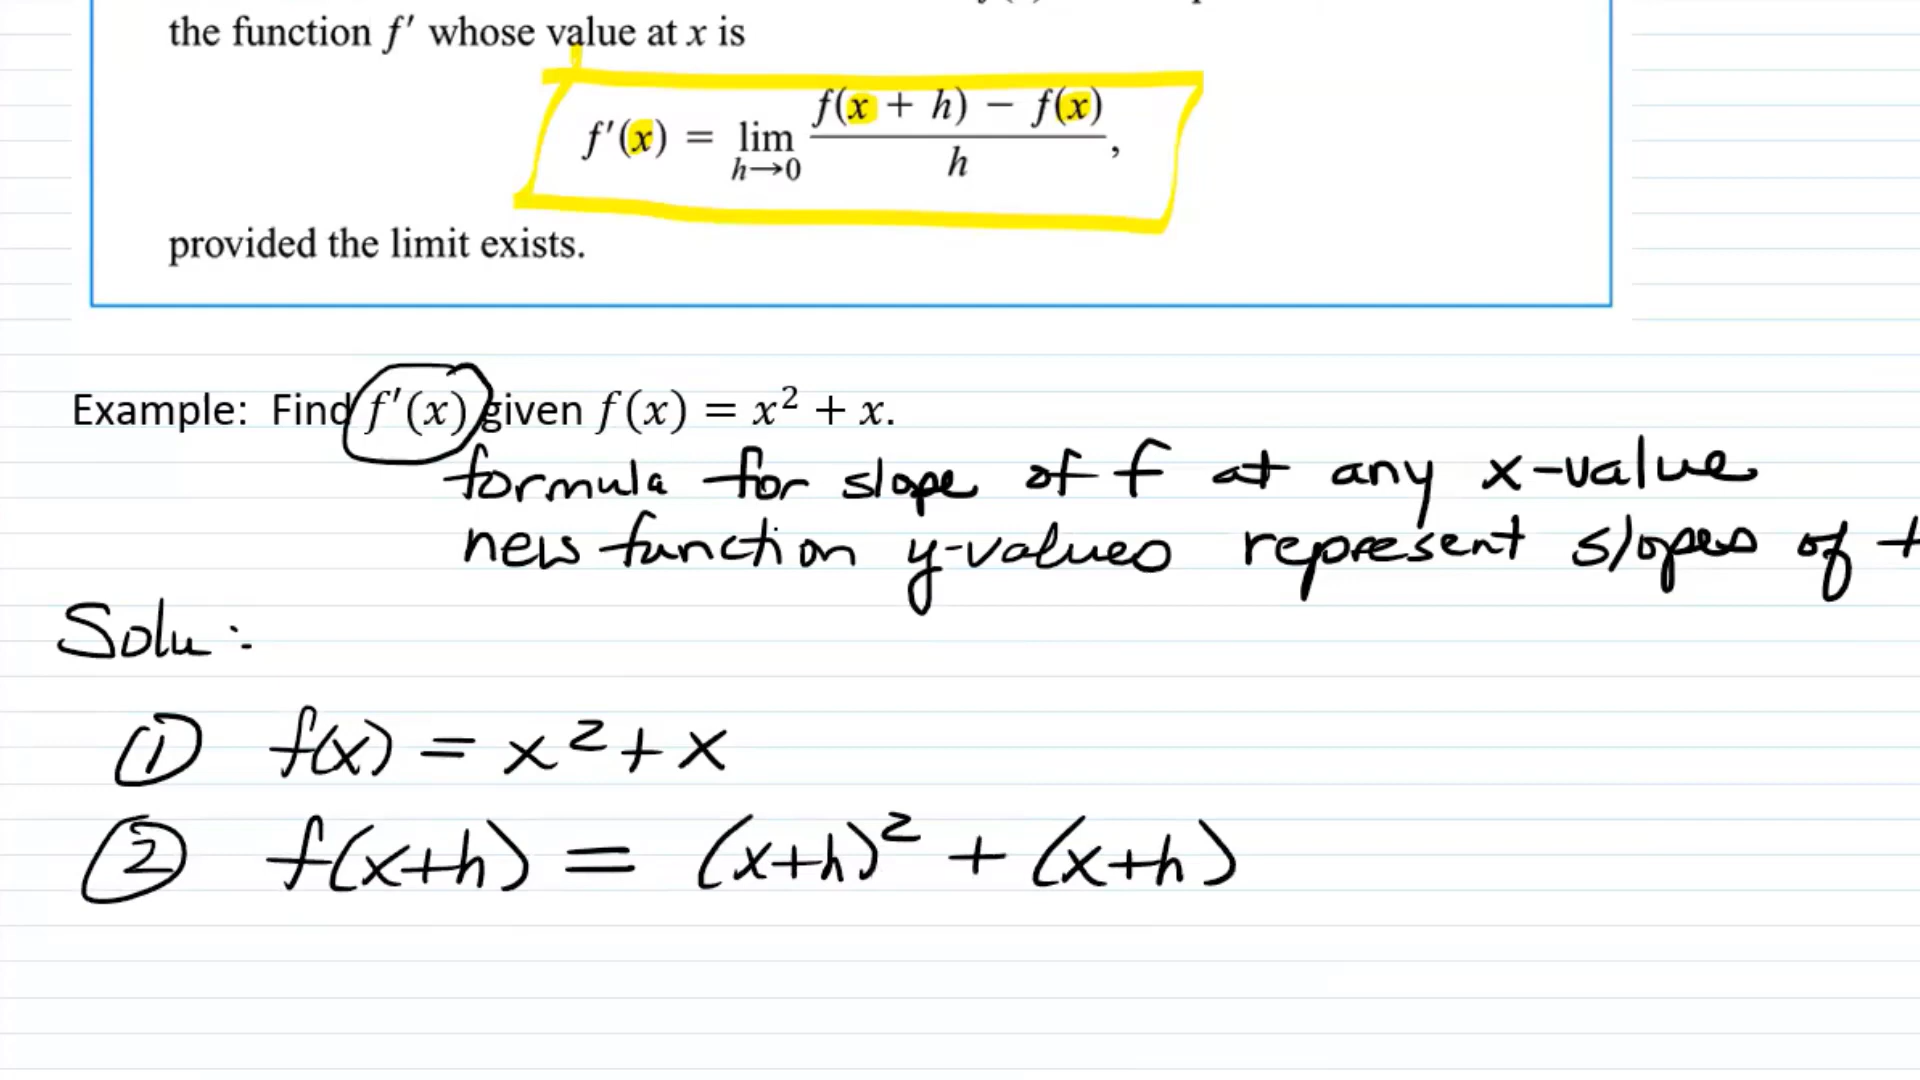 the function f′ whose value at x is
f′(x) = lim h→0 f(x + h) − f(x) / h,
provided the limit exists.
Example: Find f′(x) given f(x) = x² + x.
formula for slope of f at any x-value
new function y-values represent slopes of
Solu :
① f(x) = x² + x
② f(x+h) = (x+h)² + (x+h)